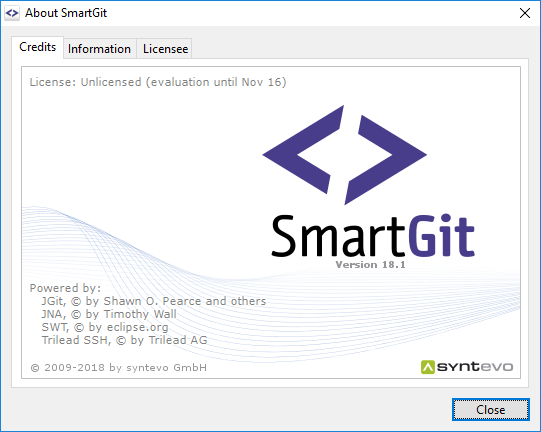 About SmartGit
Credits Information Licensee
License: Unlicensed (evaluation until Nov 16)
SmartGit
Version 18.1
Powered by:
JGit, © by Shawn O. Pearce and others
JNA, © by Timothy Wall
SWT, © by eclipse.org
Trilead SSH, © by Trilead AG
© 2009-2018 by syntevo GmbH
syntevo
Close